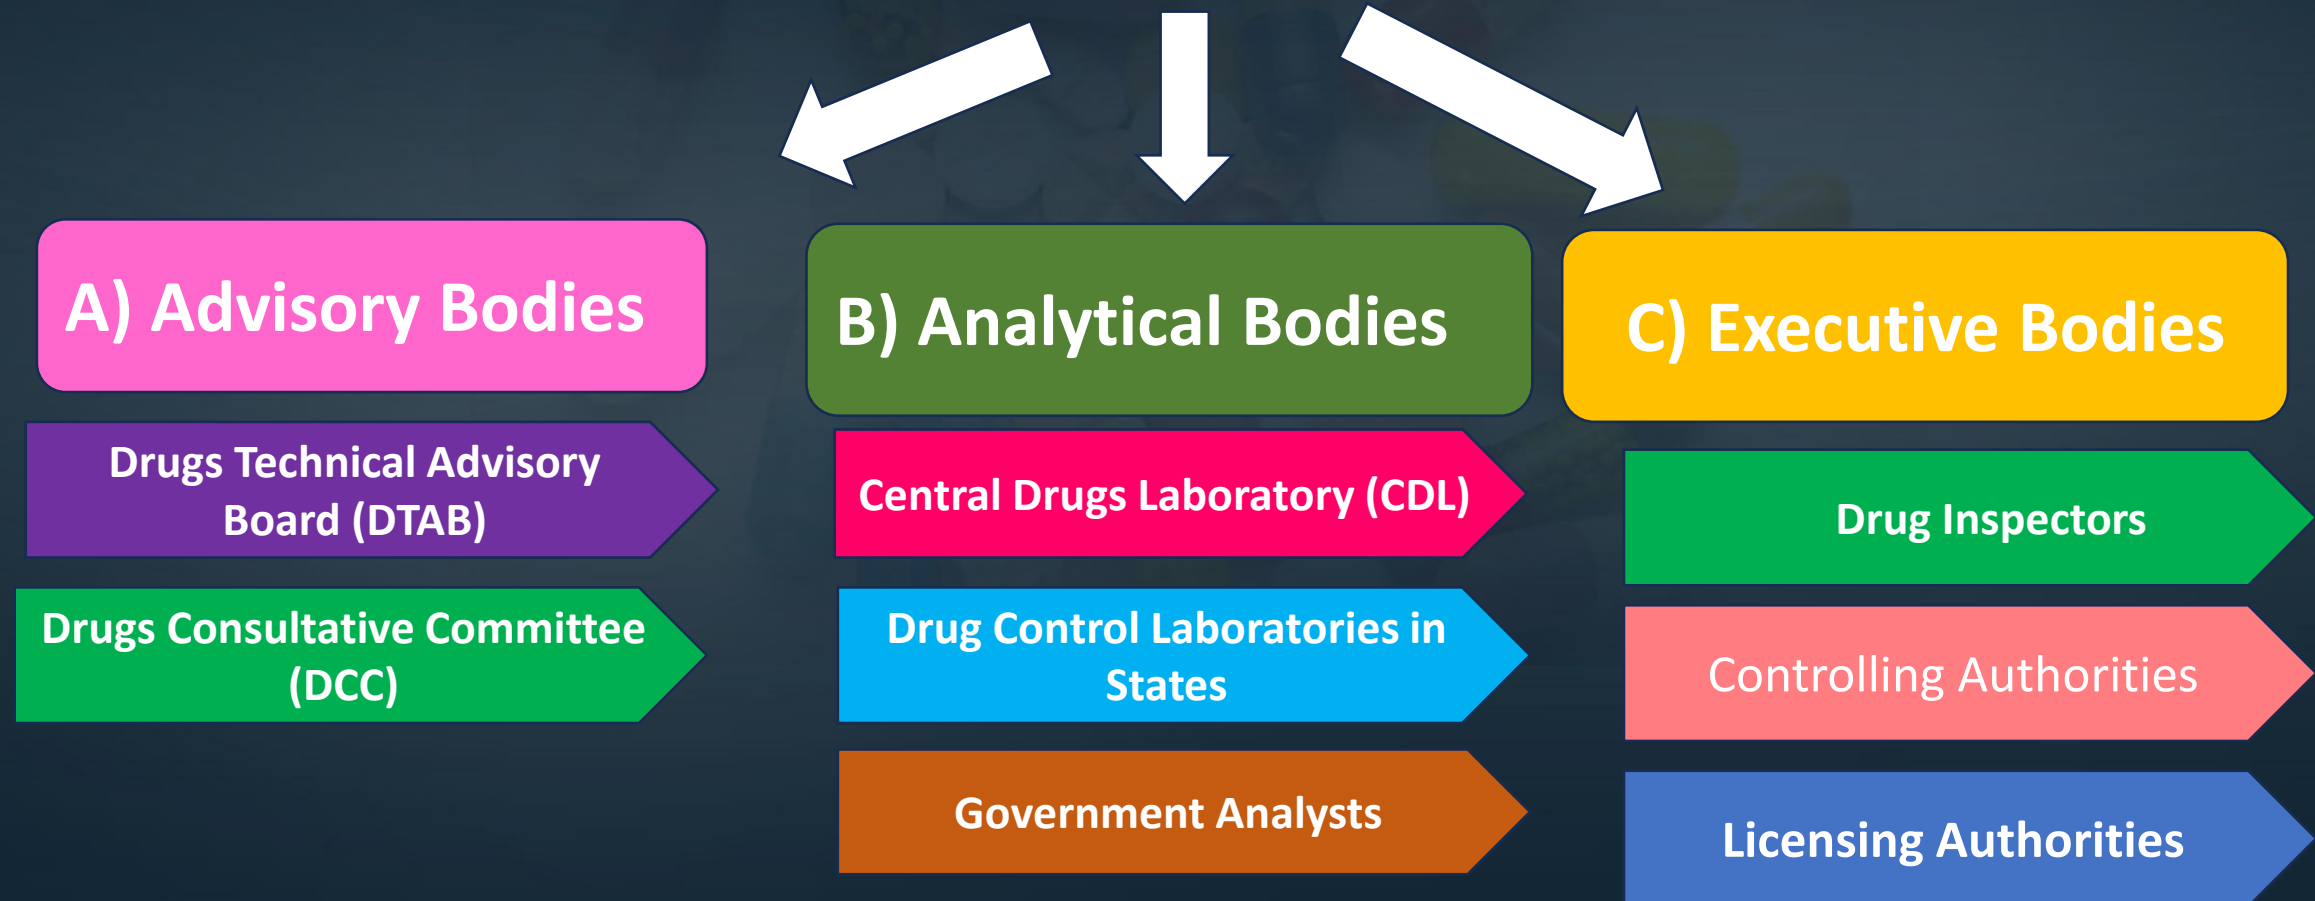 A) Advisory Bodies
Drugs Technical Advisory
Board (DTAB)
Drugs Consultative Committee
(DCC)
B) Analytical Bodies
Central Drugs Laboratory (CDL)
Drug Control Laboratories in
States
Government Analysts
C) Executive Bodies
Drug Inspectors
Controlling Authorities
Licensing Authorities